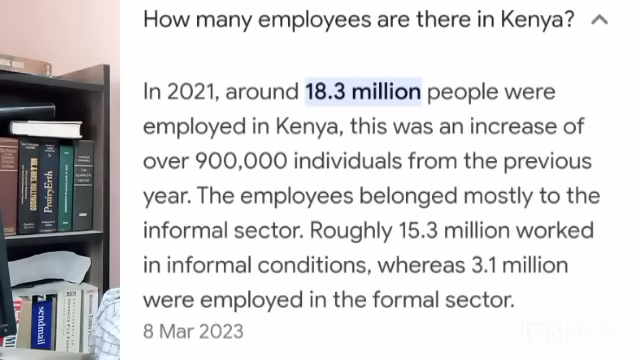 How many employees are there in Kenya?
In 2021, around 18.3 million people were
employed in Kenya, this was an increase of
over 900,000 individuals from the previous
year. The employees belonged mostly to the
informal sector. Roughly 15.3 million worked
in informal conditions, whereas 3.1 million
were employed in the formal sector.
8 Mar 2023
sendmail